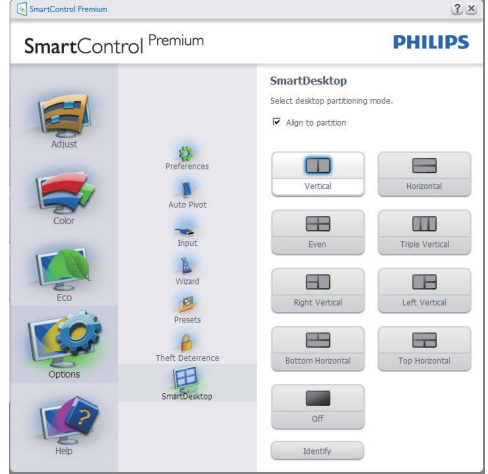 SmartControl Premium
SmartControl Premium
PHILIPS
Adjust
Color
Eco
Options
Help
Preferences
Auto Pivot
Input
Wizard
Presets
Theft Deterrence
SmartDesktop
SmartDesktop
Select desktop partitioning mode.
Align to partition
Vertical
Horizontal
Even
Triple Vertical
Right Vertical
Left Vertical
Bottom Horizontal
Top Horizontal
Off
Identify